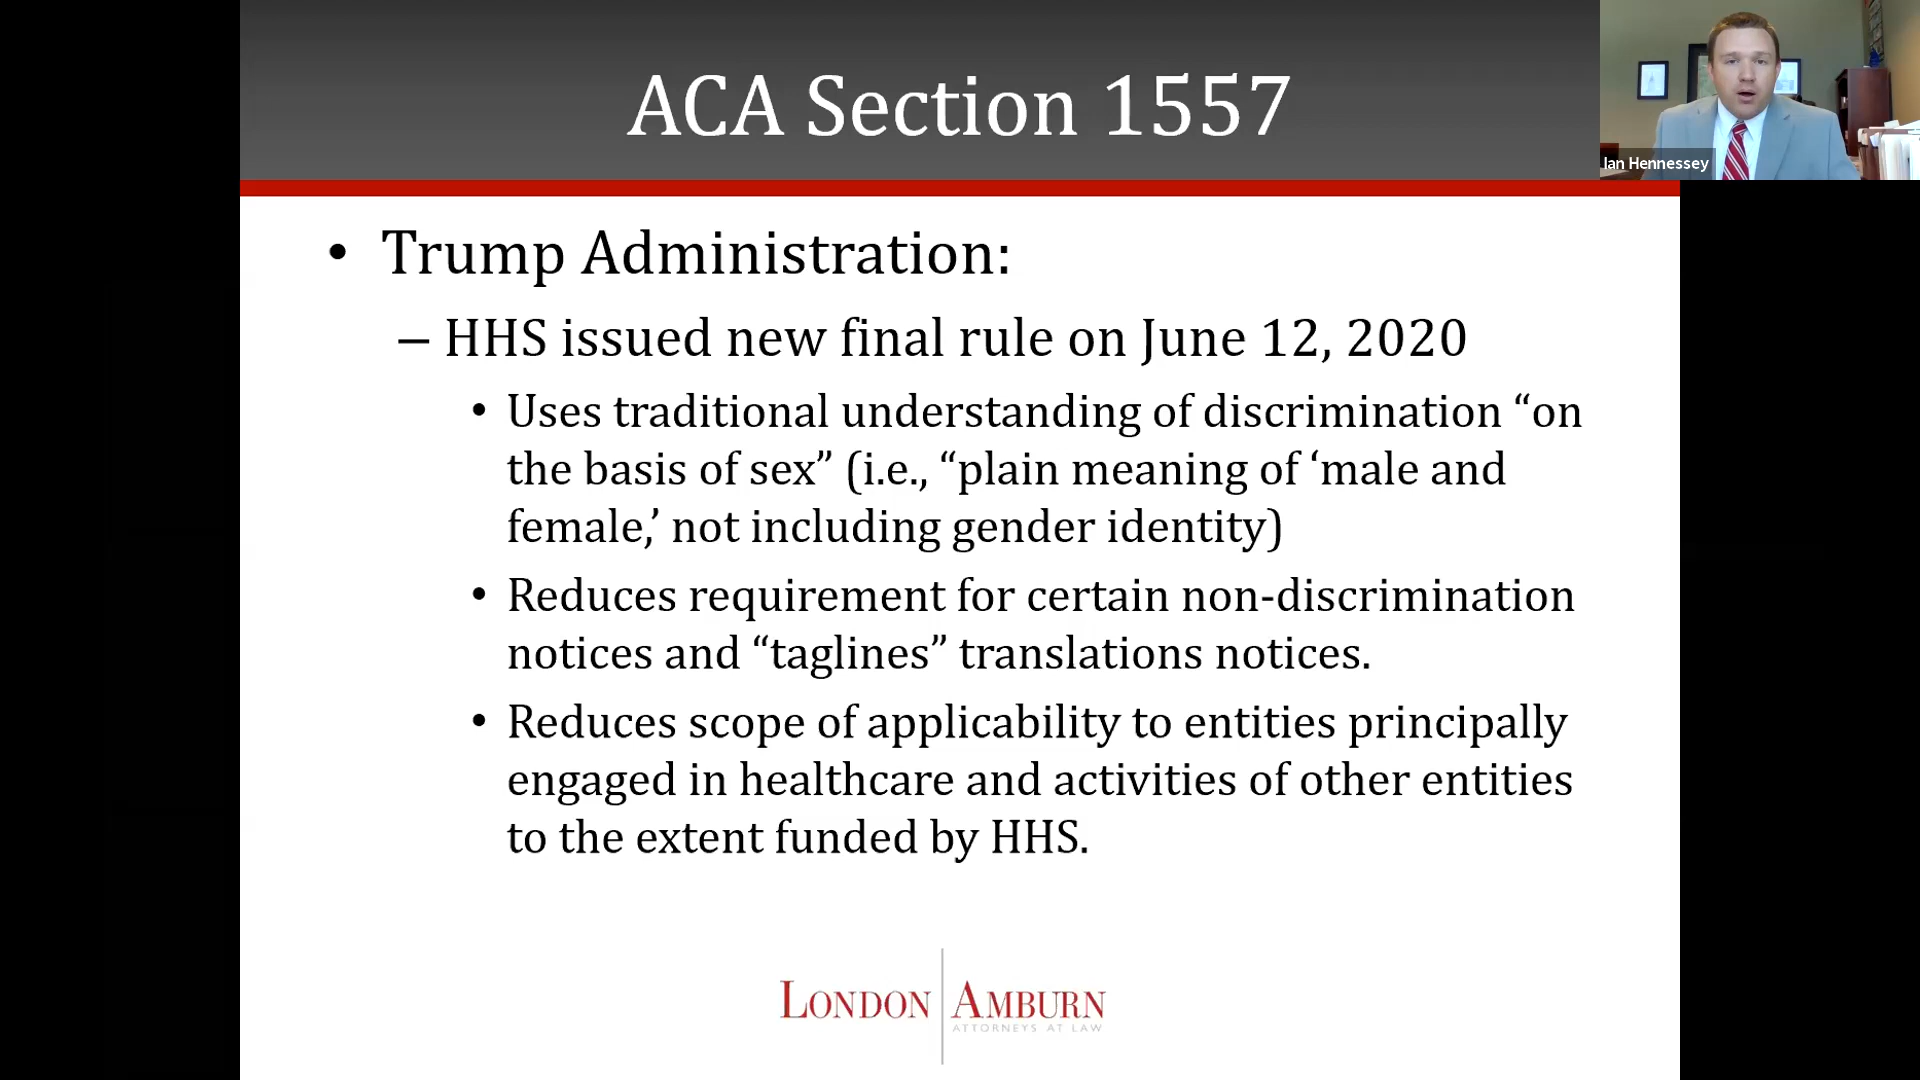 ACA Section 1557
Ian Hennessey
• Trump Administration:
– HHS issued new final rule on June 12, 2020
• Uses traditional understanding of discrimination “on
the basis of sex” (i.e., “plain meaning of ‘male and
female,’ not including gender identity)
• Reduces requirement for certain non-discrimination
notices and “taglines” translations notices.
• Reduces scope of applicability to entities principally
engaged in healthcare and activities of other entities
to the extent funded by HHS.
LONDON AMBURN
ATTORNEYS AT LAW